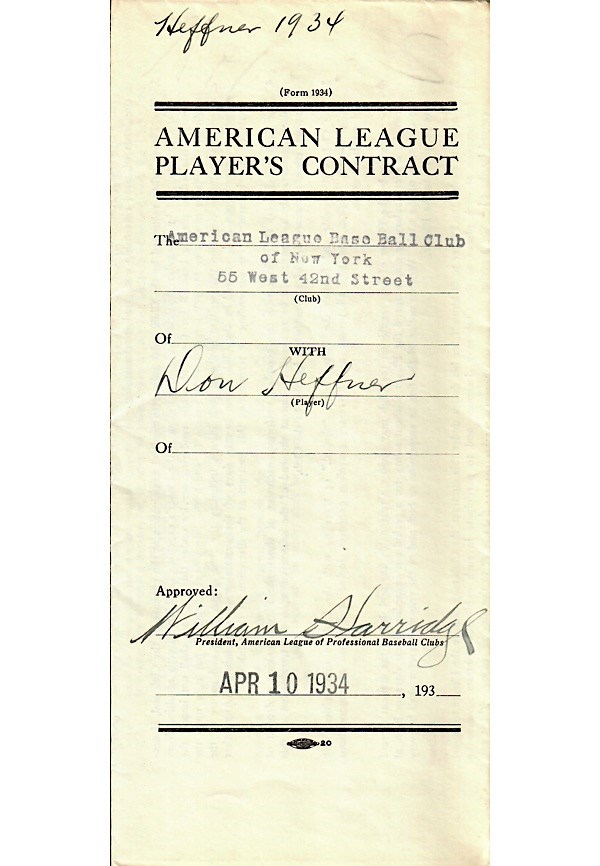 Heffner 1934
(Form 1934)
AMERICAN LEAGUE
PLAYER'S CONTRACT
The American League Base Ball Club
of New York
55 West 42nd Street
(Club)
Of
WITH
Don Heffner
(Player)
Of
Approved:
William Harridge
President, American League of Professional Baseball Clubs
APR 10 1934, 193
20